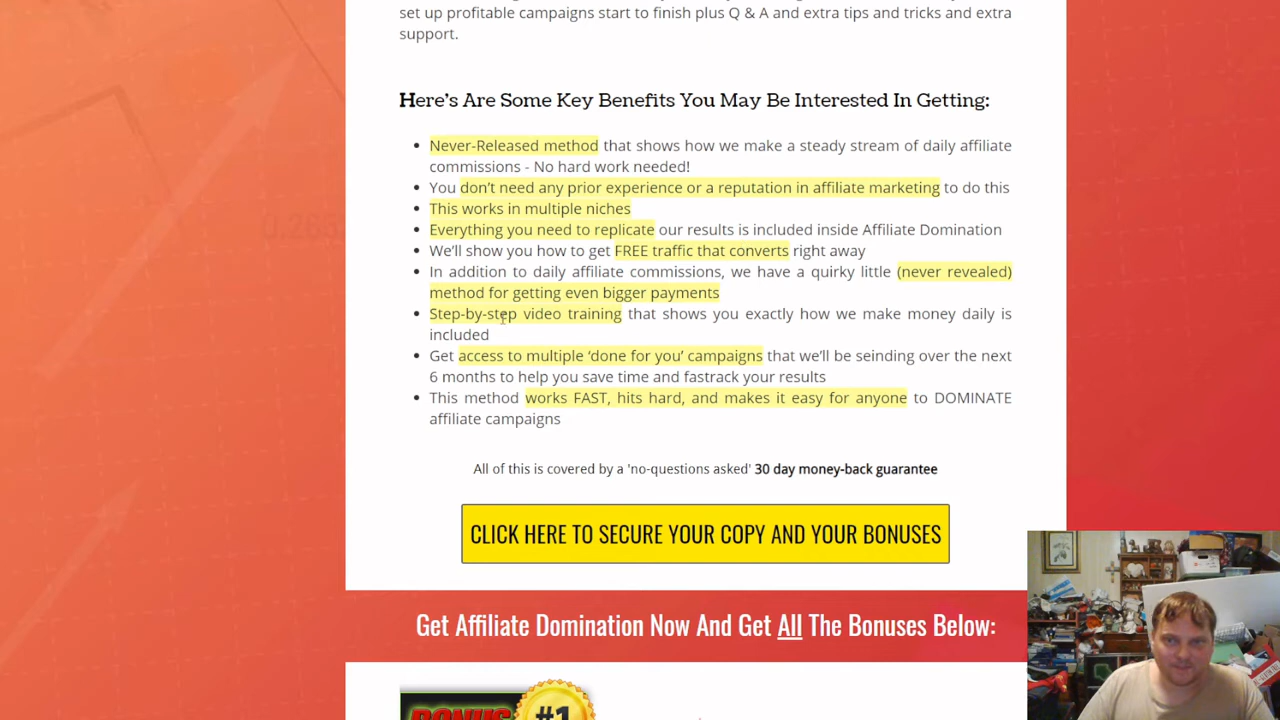 set up profitable campaigns start to finish plus Q & A and extra tips and tricks and extra
support.
Here's Are Some Key Benefits You May Be Interested In Getting:
Never-Released method that shows how we make a steady stream of daily affiliate
commissions - No hard work needed!
You don't need any prior experience or a reputation in affiliate marketing to do this
This works in multiple niches
Everything you need to replicate our results is included inside Affiliate Domination
We'll show you how to get FREE traffic that converts right away
In addition to daily affiliate commissions, we have a quirky little (never revealed)
method for getting even bigger payments
Step-by-step video training that shows you exactly how we make money daily is
included
Get access to multiple 'done for you' campaigns that we'll be seinding over the next
6 months to help you save time and fastrack your results
This method works FAST, hits hard, and makes it easy for anyone to DOMINATE
affiliate campaigns
All of this is covered by a 'no-questions asked' 30 day money-back guarantee
CLICK HERE TO SECURE YOUR COPY AND YOUR BONUSES
Get Affiliate Domination Now And Get All The Bonuses Below:
BONUS #1